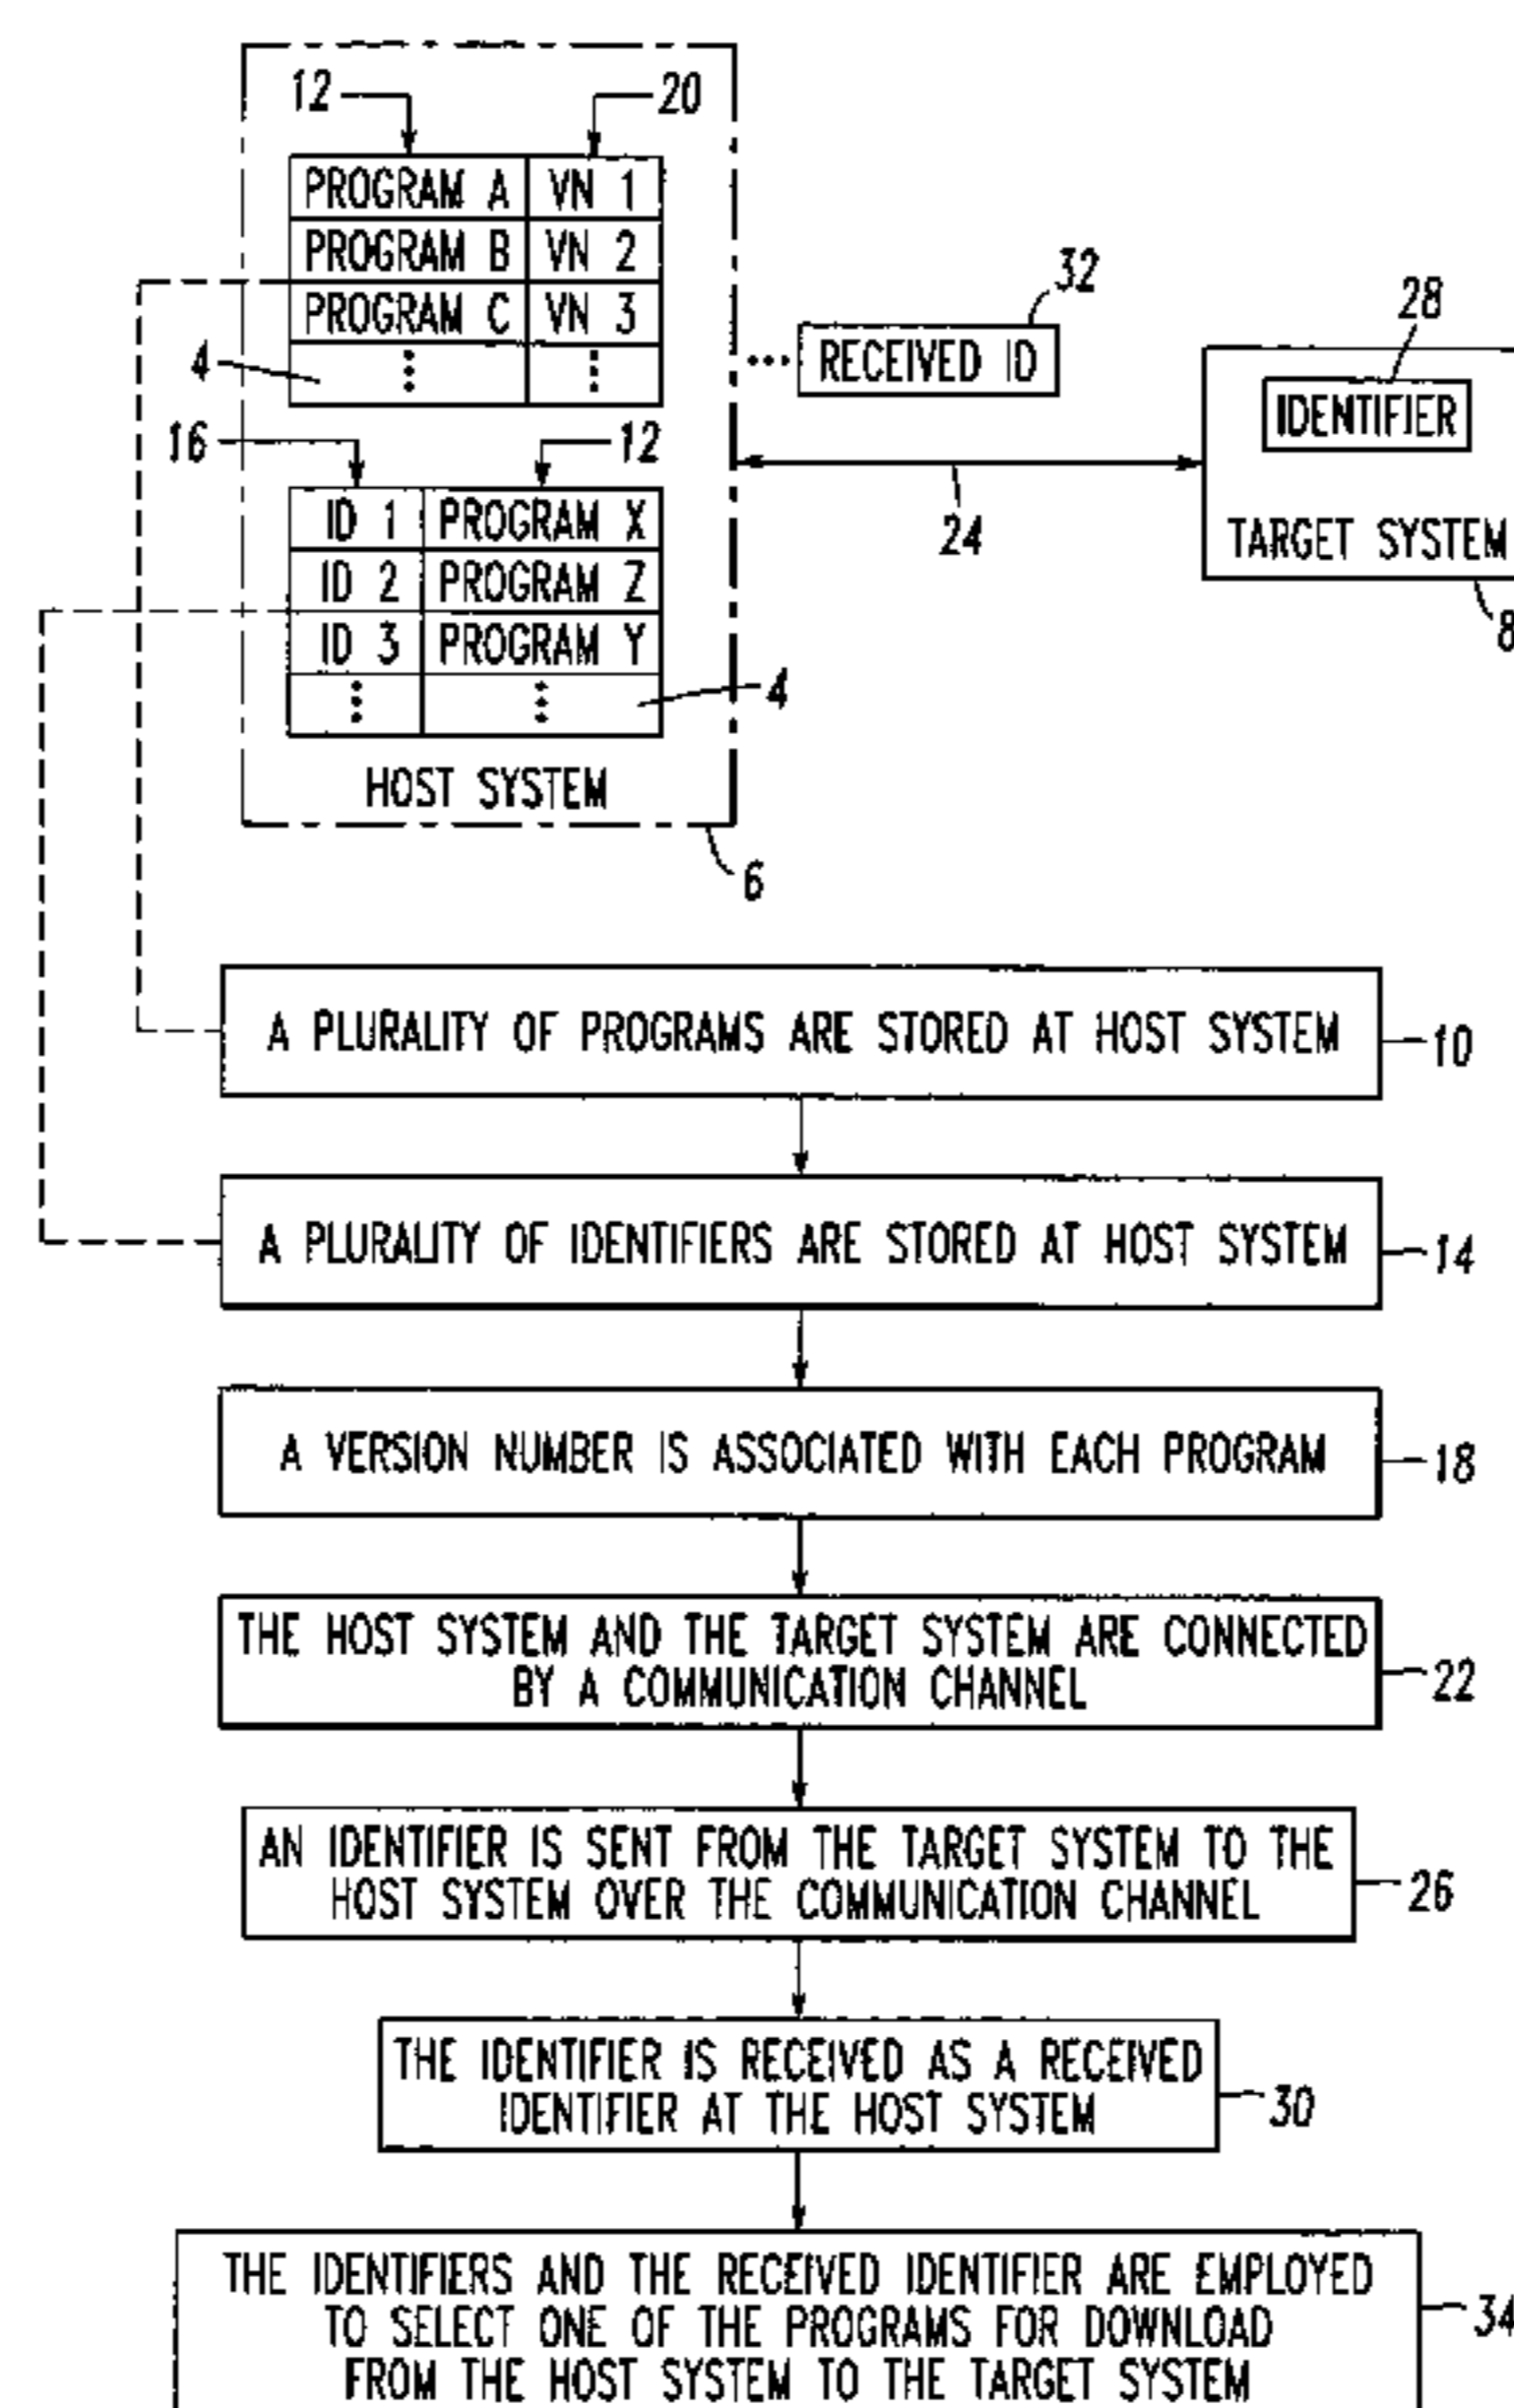 12
20
PROGRAM A VN 1
PROGRAM B VN 2
PROGRAM C VN 3
4
32
RECEIVED ID
28
IDENTIFIER
TARGET SYSTEM
8
24
16
12
ID 1 PROGRAM X
ID 2 PROGRAM Z
ID 3 PROGRAM Y
4
HOST SYSTEM
6
A PLURALITY OF PROGRAMS ARE STORED AT HOST SYSTEM
10
A PLURALITY OF IDENTIFIERS ARE STORED AT HOST SYSTEM
14
A VERSION NUMBER IS ASSOCIATED WITH EACH PROGRAM
18
THE HOST SYSTEM AND THE TARGET SYSTEM ARE CONNECTED
BY A COMMUNICATION CHANNEL
22
AN IDENTIFIER IS SENT FROM THE TARGET SYSTEM TO THE
HOST SYSTEM OVER THE COMMUNICATION CHANNEL
26
THE IDENTIFIER IS RECEIVED AS A RECEIVED
IDENTIFIER AT THE HOST SYSTEM
30
THE IDENTIFIERS AND THE RECEIVED IDENTIFIER ARE EMPLOYED
TO SELECT ONE OF THE PROGRAMS FOR DOWNLOAD
FROM THE HOST SYSTEM TO THE TARGET SYSTEM
34